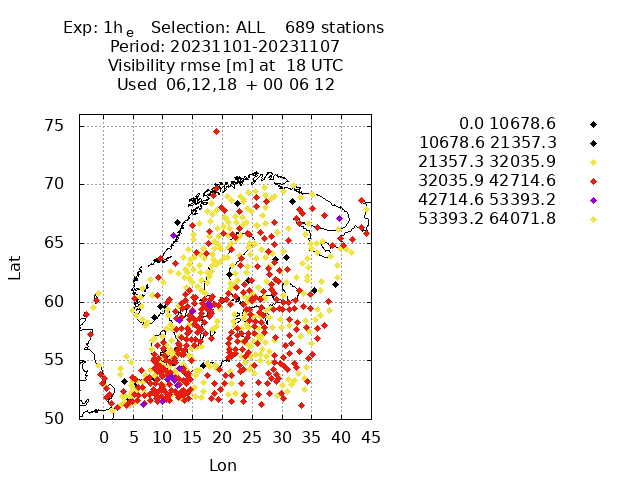 Exp: 1h e   Selection: ALL    689 stations
Period: 20231101-20231107
Visibility rmse [m] at  18 UTC
Used  06,12,18  + 00 06 12
0.0 10678.6
10678.6 21357.3
21357.3 32035.9
32035.9 42714.6
42714.6 53393.2
53393.2 64071.8
75
70
65
60
55
50
Lat
0 5 10 15 20 25 30 35 40 45
Lon